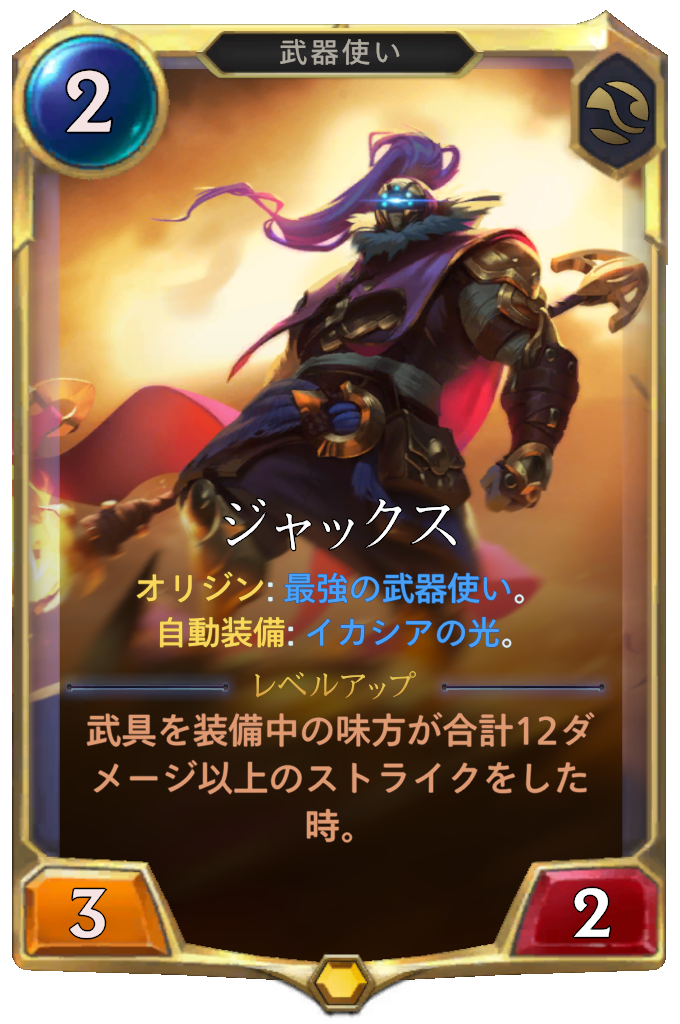 武器使い
2
ジャックス
オリジン: 最強の武器使い。
自動装備: イカシアの光。
レベルアップ
武具を装備中の味方が合計12ダ
メージ以上のストライクをした
時。
3
2